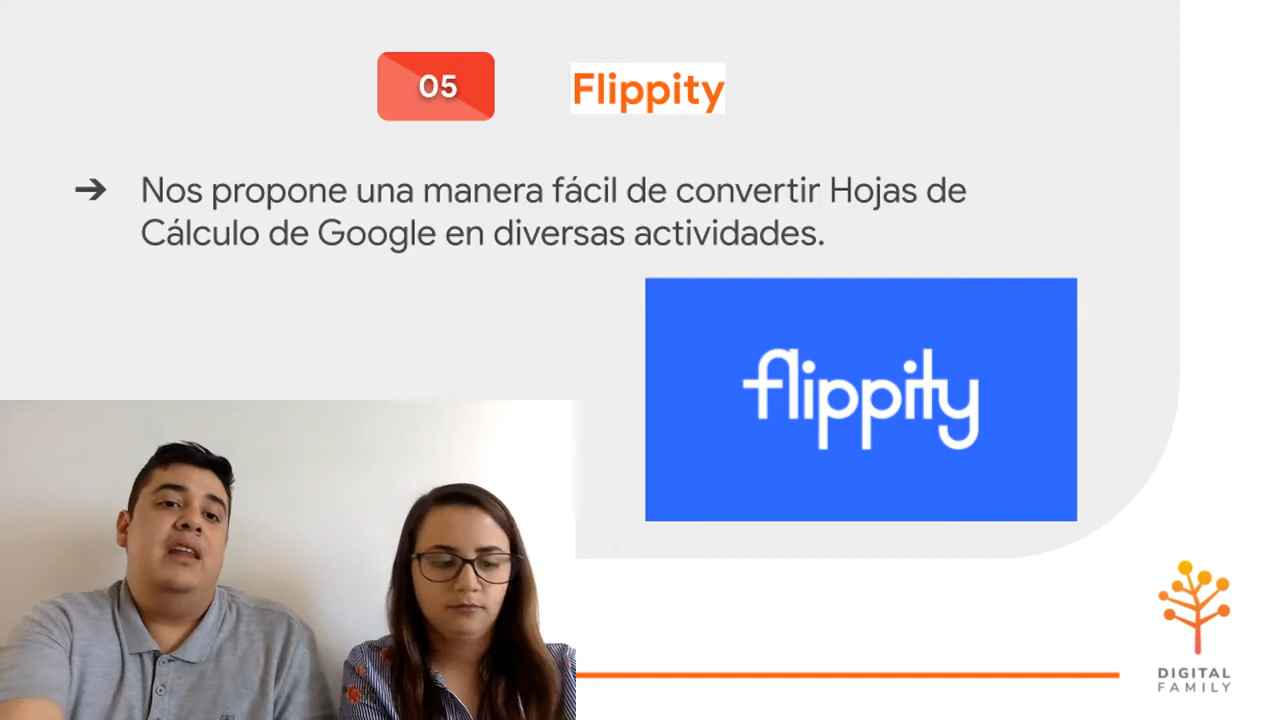 05
Flippity
➔ Nos propone una manera fácil de convertir Hojas de
Cálculo de Google en diversas actividades.
flippity
DIGITAL
FAMILY